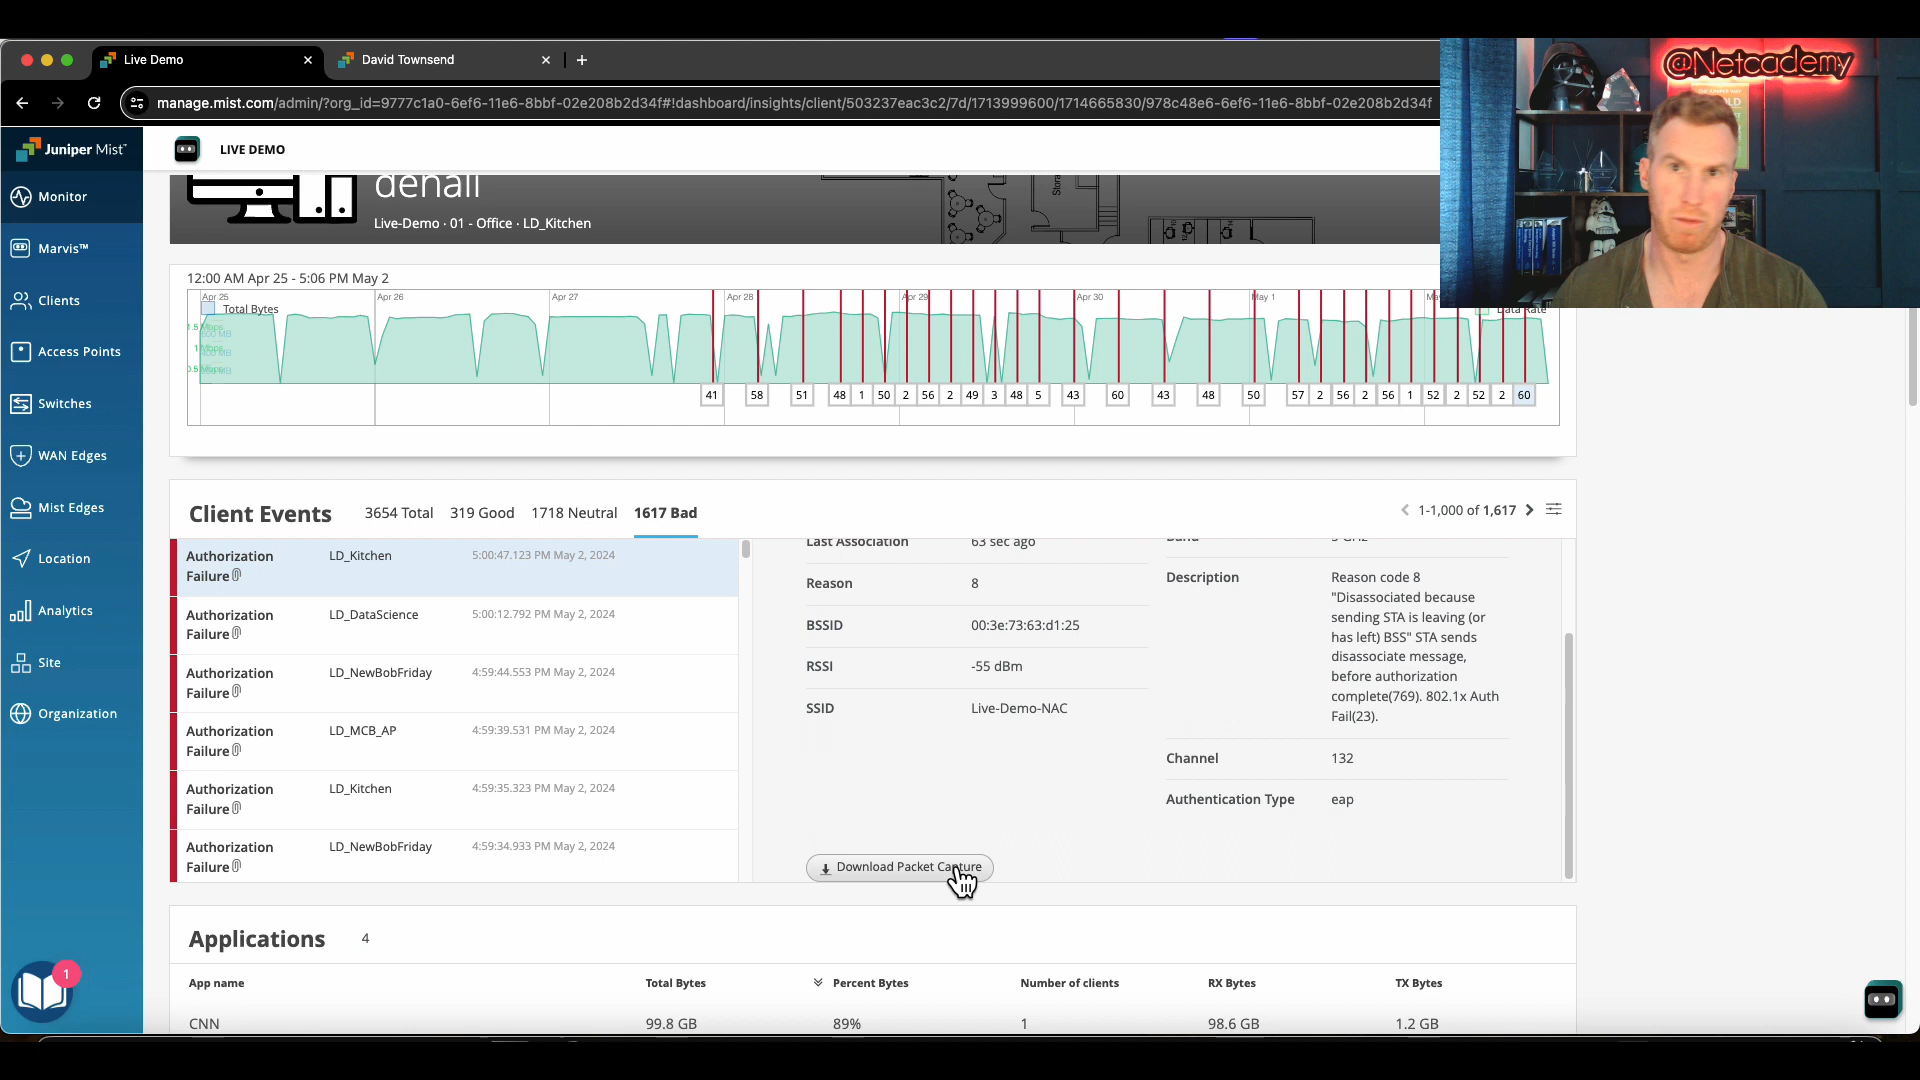 Live Demo
David Townsend
@Netcademy
manage.mist.com/admin/?org_id=9777c1a0-6ef6-11e6-8bbf-02e208b2d34f#!dashboard/insights/client/503237eac3c2/7d/1713999600/1714665830/978c48e6-6ef6-11e6-8bbf-02e208b2d34f
Juniper Mist™
LIVE DEMO
Monitor
Marvis™
Clients
Access Points
Switches
WAN Edges
Mist Edges
Location
Analytics
Site
Organization
1
denali
Live-Demo · 01 - Office · LD_Kitchen
12:00 AM Apr 25 - 5:06 PM May 2
Apr 25 Apr 26 Apr 27 Apr 28 Apr 29 Apr 30 May 1
Total Bytes
Data Rate
41 58 51 48 1 50 2 56 2 49 3 48 5 43 60 43 48 50 57 2 56 2 56 1 52 2 52 2 60
Client Events 3654 Total 319 Good 1718 Neutral 1617 Bad
1-1,000 of 1,617
Authorization Failure LD_Kitchen 5:00:47.123 PM May 2, 2024
Authorization Failure LD_DataScience 5:00:12.792 PM May 2, 2024
Authorization Failure LD_NewBobFriday 4:59:44.553 PM May 2, 2024
Authorization Failure LD_MCB_AP 4:59:39.531 PM May 2, 2024
Authorization Failure LD_Kitchen 4:59:35.323 PM May 2, 2024
Authorization Failure LD_NewBobFriday 4:59:34.933 PM May 2, 2024
Last Association 63 sec ago
Reason 8
BSSID 00:3e:73:63:d1:25
RSSI -55 dBm
SSID Live-Demo-NAC
Description
Reason code 8
"Disassociated because
sending STA is leaving (or
has left) BSS" STA sends
disassociate message,
before authorization
complete(769). 802.1x Auth
Fail(23).
Channel 132
Authentication Type eap
Download Packet Capture
Applications 4
App name Total Bytes Percent Bytes Number of clients RX Bytes TX Bytes
CNN 99.8 GB 89% 1 98.6 GB 1.2 GB